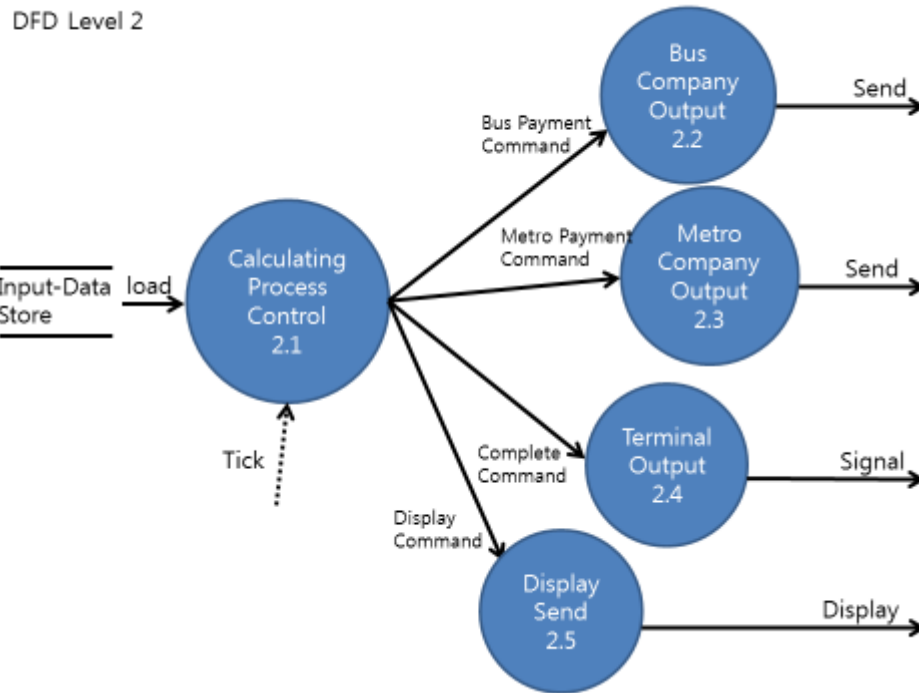 DFD Level 2
Bus
Company
Output
2.2
Send
Bus Payment
Command
Metro Payment
Command
Metro
Company
Output
2.3
Send
Calculating
Process
Control
2.1
Input-Data
Store
load
Tick
Complete
Command
Terminal
Output
2.4
Signal
Display
Command
Display
Send
2.5
Display